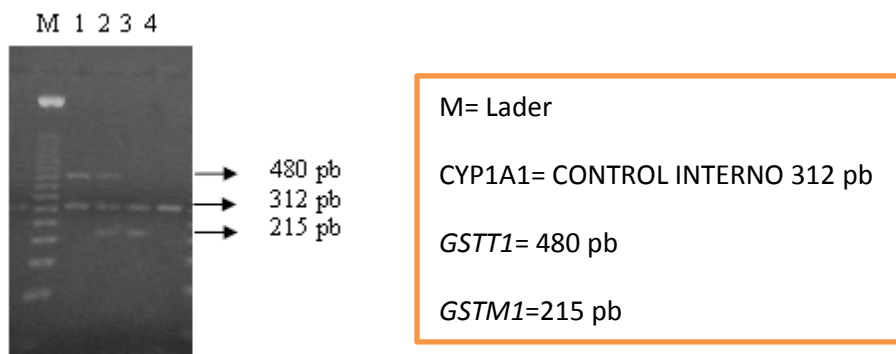 M 1 2 3 4
480 pb
312 pb
215 pb
M= Lader
CYP1A1= CONTROL INTERNO 312 pb
GSTT1= 480 pb
GSTM1=215 pb